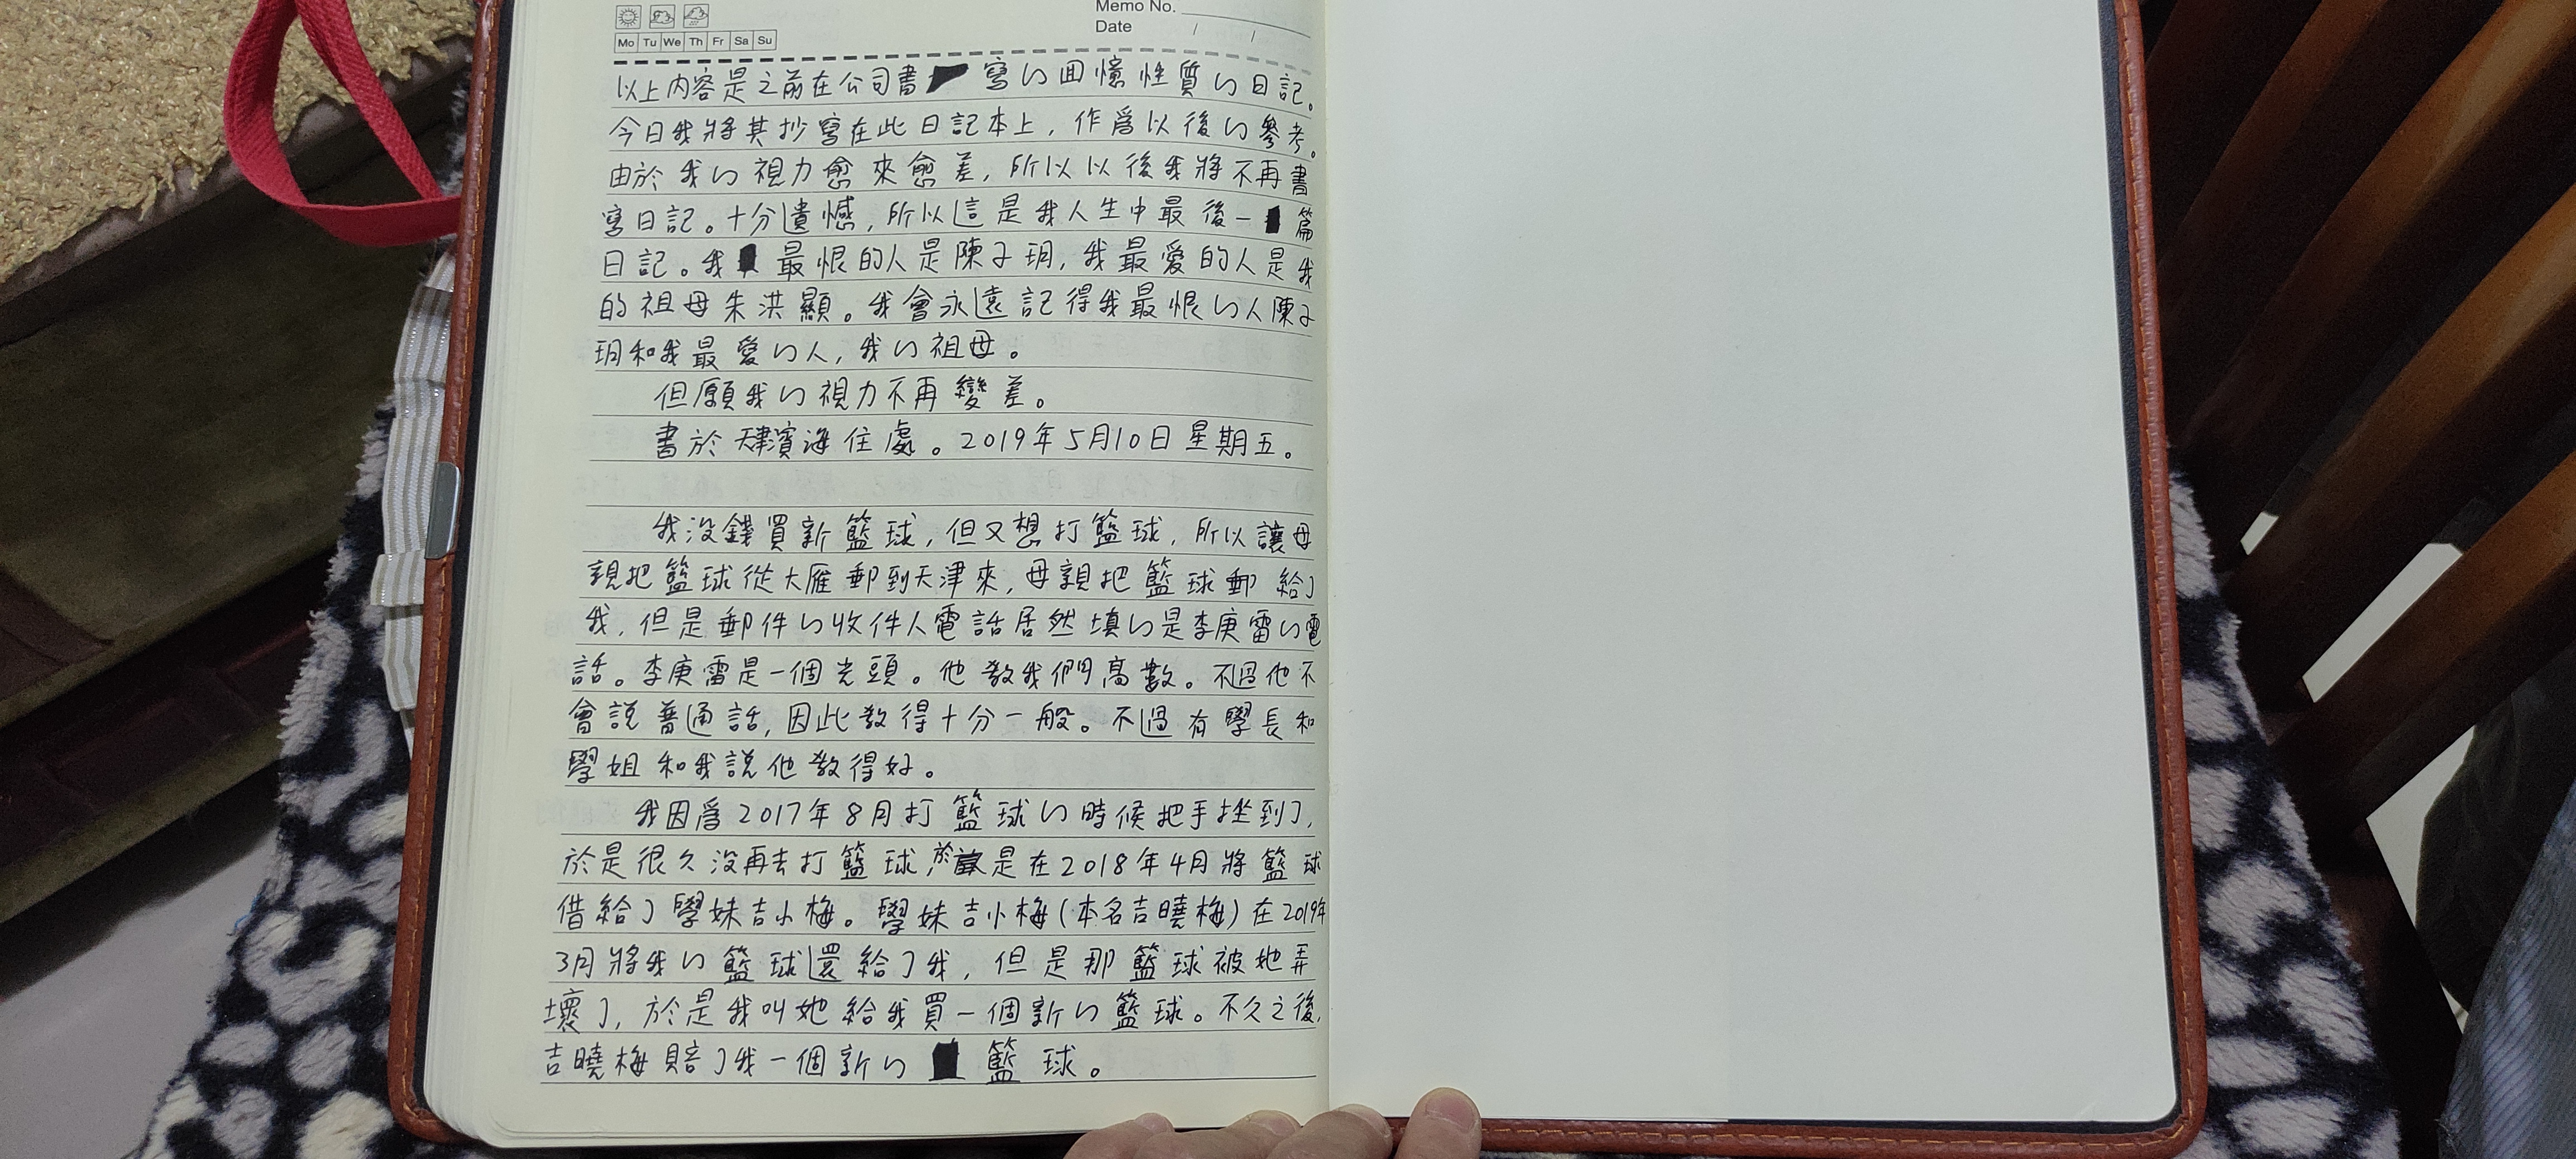 Memo No.
Date / /
Mo Tu We Th Fr Sa Su
以上内容是之前在公司書寫的回憶性質的日記。
今日我將其抄寫在此日記本上，作爲以後的參考。
由於我的視力愈來愈差，所以以後我將不再書
寫日記。十分遺憾，所以這是我人生中最後一篇
日記。我最恨的人是陳子玥，我最愛的人是我
的祖母朱洪顯。我會永遠記得我最恨的人陳子
玥和我最愛的人，我的祖母。
但願我的視力不再變差。
書於天津濱海住處。2019年5月10日星期五。
我没錢買新籃球，但又想打籃球，所以讓母
親把籃球從大雁郵到天津來，母親把籃球郵給了
我，但是郵件的收件人電話居然填的是李庚雷的電
話。李庚雷是一個光頭。他教我們高數。不過他不
會説普通話，因此教得十分一般。不過有學長和
學姐和我説他教得好。
我因爲2017年8月打籃球的時候把手挫到了，
於是很久没再去打籃球，於是在2018年4月將籃球
借給了學妹吉小梅。學妹吉小梅(本名吉曉梅)在2019年
3月將我的籃球還給了我，但是那籃球被她弄
壞了，於是我叫她給我買一個新的籃球。不久之後，
吉曉梅賠了我一個新的籃球。